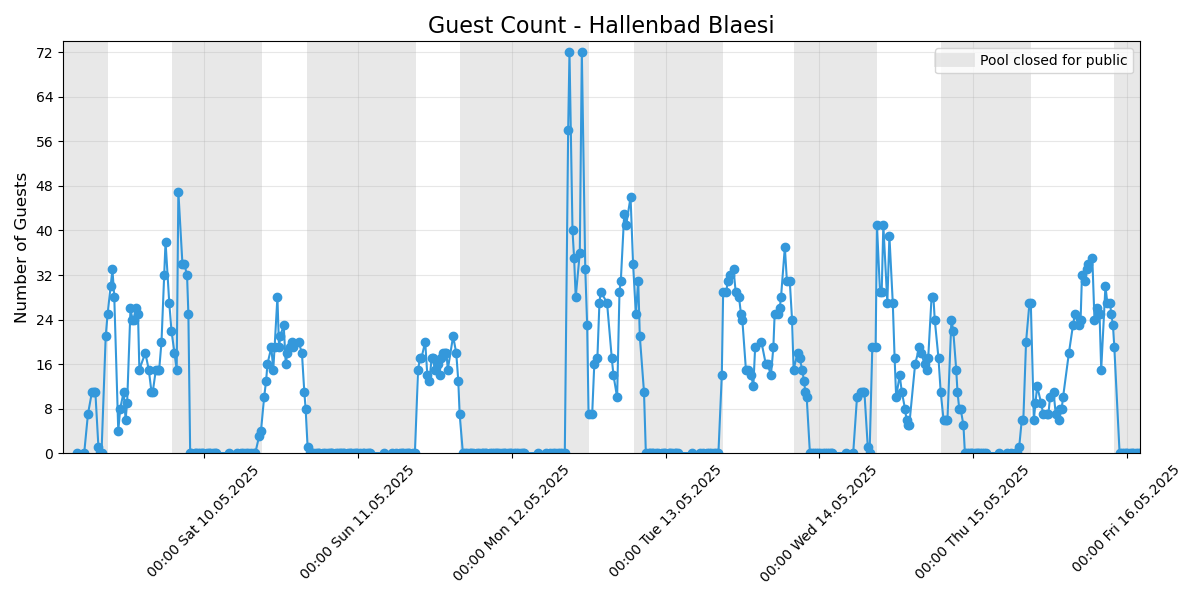 Guest Count - Hallenbad Blaesi
Pool closed for public
Number of Guests
72
64
56
48
40
32
24
16
8
0
00:00 Sat 10.05.2025
00:00 Sun 11.05.2025
00:00 Mon 12.05.2025
00:00 Tue 13.05.2025
00:00 Wed 14.05.2025
00:00 Thu 15.05.2025
00:00 Fri 16.05.2025